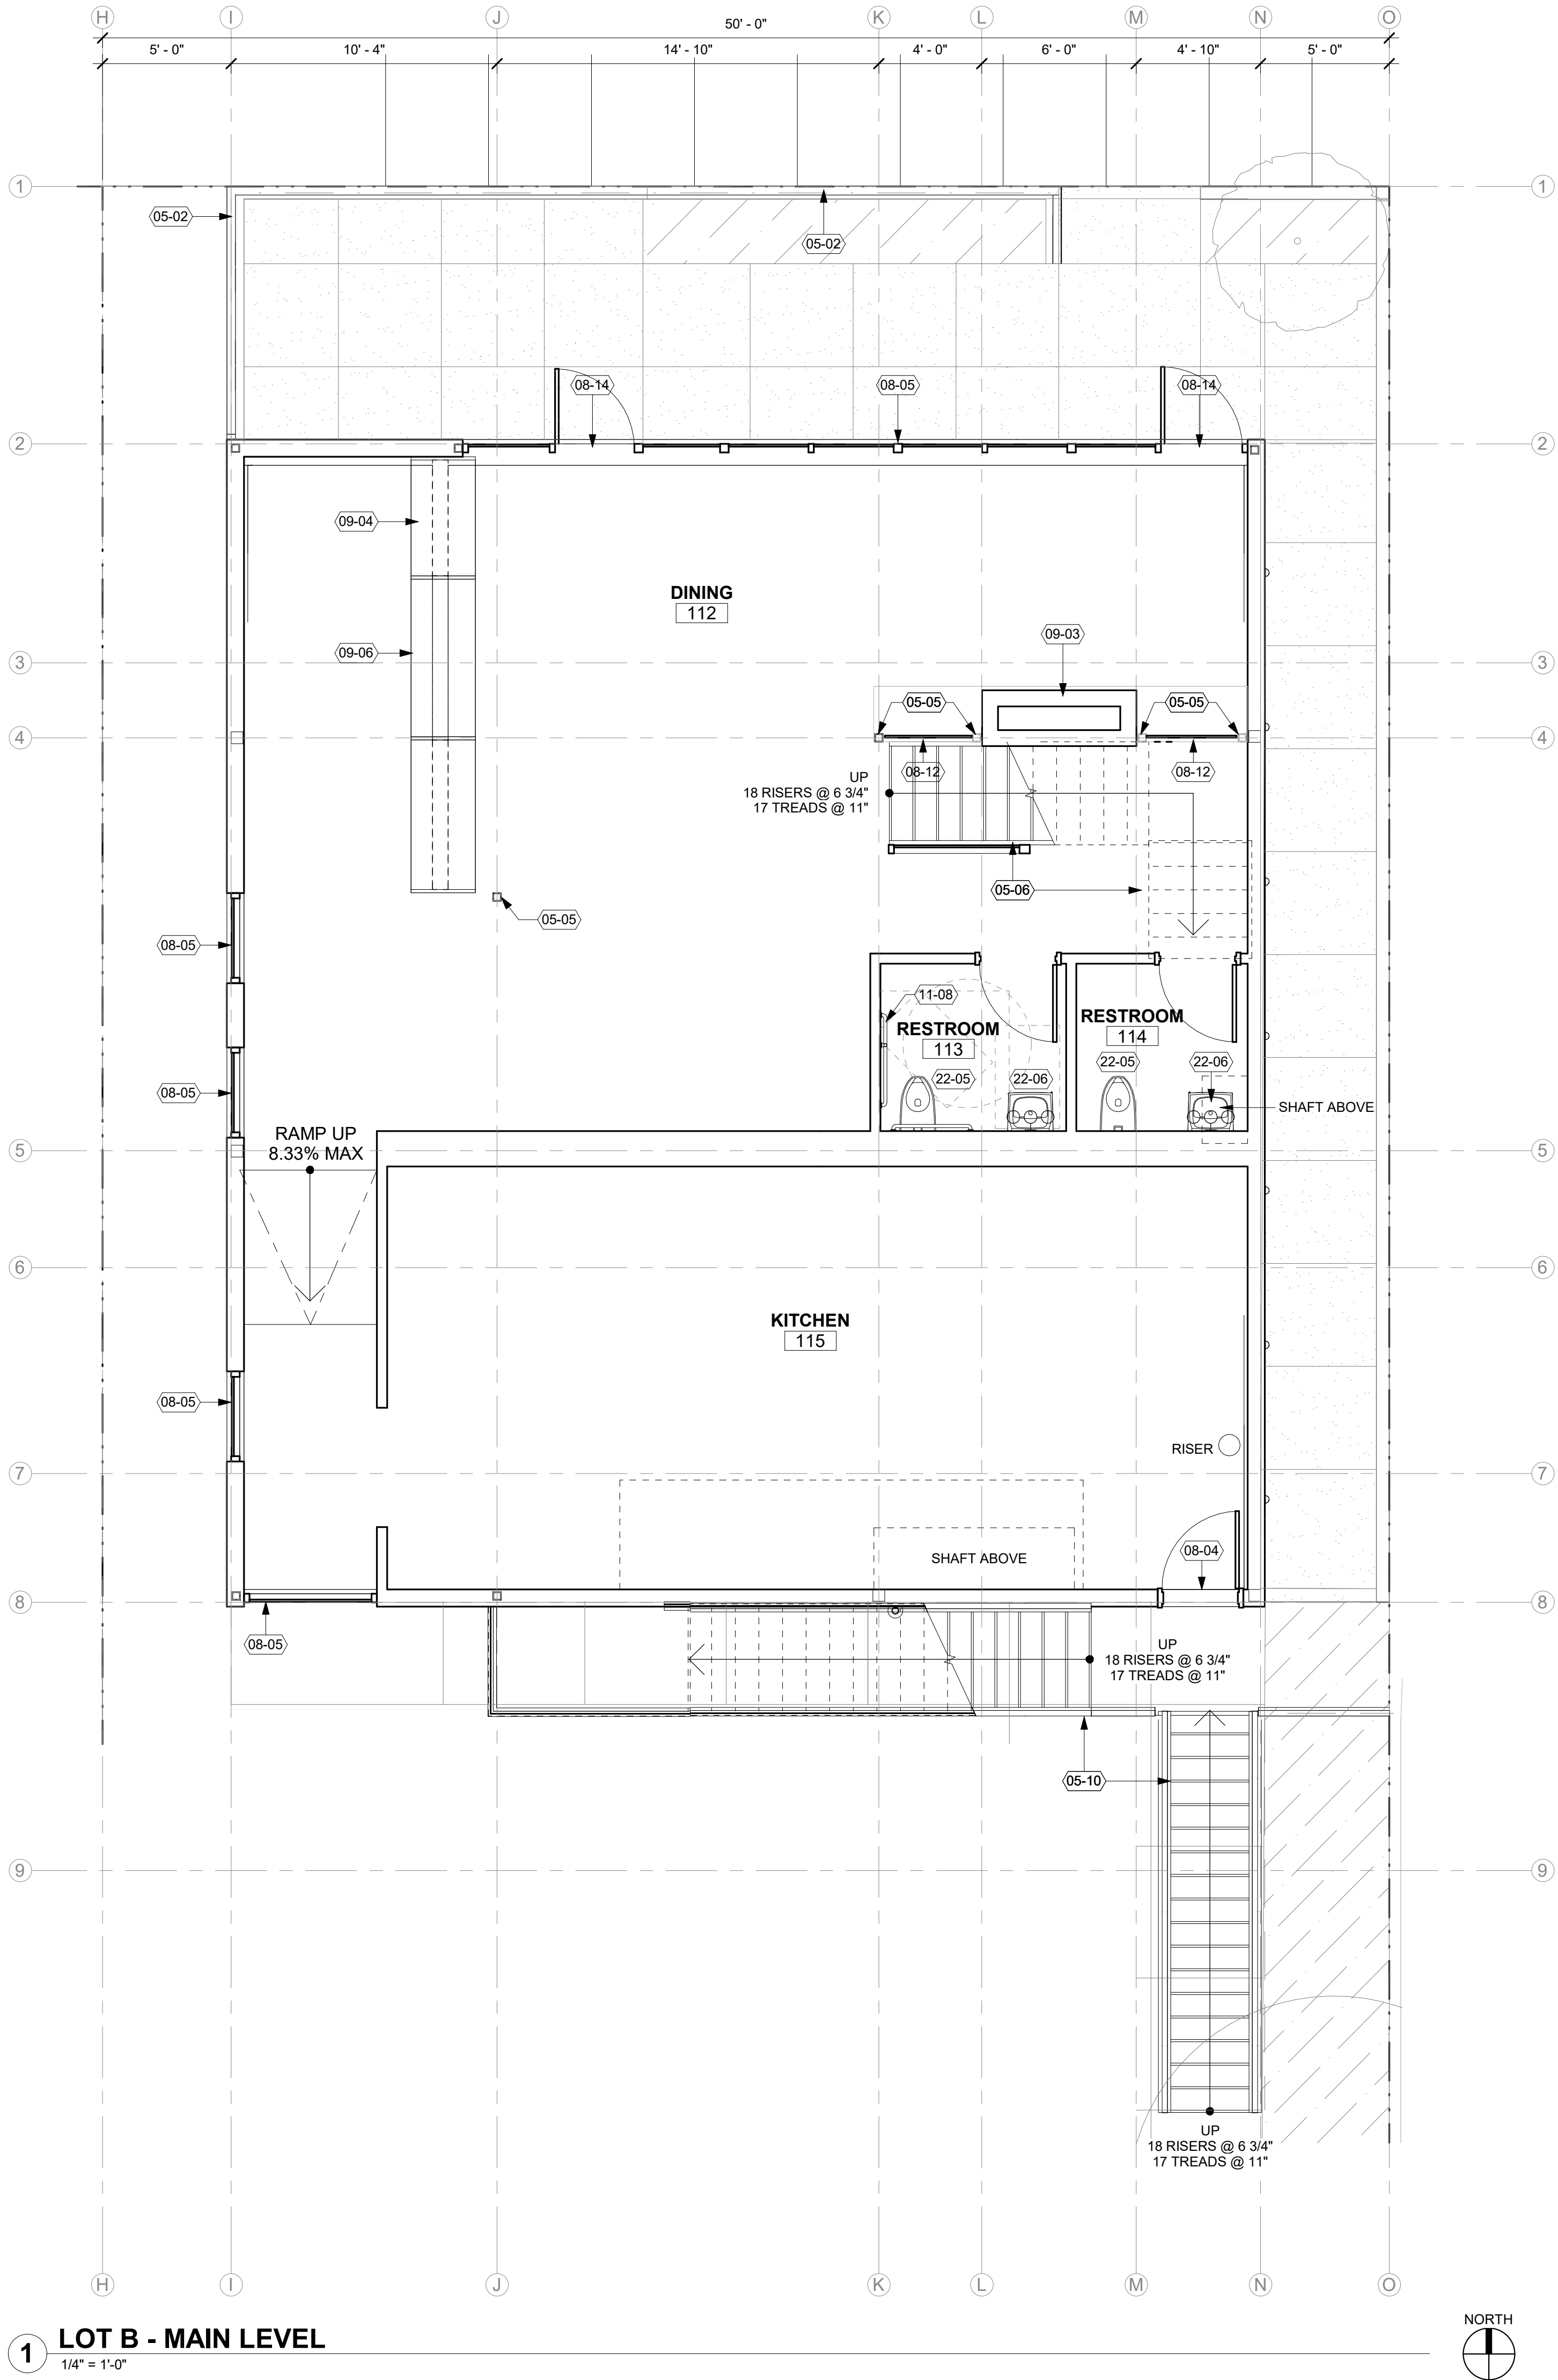 H I J K L M N O
50' - 0"
5' - 0" 10' - 4" 14' - 10" 4' - 0" 6' - 0" 4' - 10" 5' - 0"
1 1
05-02
05-02
08-14 08-05 08-14
2 2
09-04
DINING
112
09-03
09-06
3 3
05-05 05-05
4 4
08-12 08-12
UP
18 RISERS @ 6 3/4"
17 TREADS @ 11"
05-06
05-05
08-05
11-08
RESTROOM
113
RESTROOM
114
22-05 22-06 22-05 22-06
08-05
SHAFT ABOVE
RAMP UP
8.33% MAX
5 5
6 6
KITCHEN
115
08-05
RISER
7 7
08-04
SHAFT ABOVE
8 8
08-05
UP
18 RISERS @ 6 3/4"
17 TREADS @ 11"
05-10
9 9
UP
18 RISERS @ 6 3/4"
17 TREADS @ 11"
H I J K L M N O
NORTH
1 LOT B - MAIN LEVEL
1/4" = 1'-0"